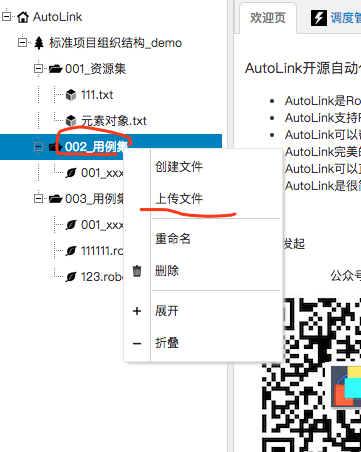 AutoLink
标准项目组织结构_demo
001_资源集
111.txt
元素对象.txt
002_用例集
001_xxx
003_用例集
001_xxx
111111.ro
123.robo
创建文件
上传文件
重命名
删除
展开
折叠
欢迎页
调度管
AutoLink开源自动
AutoLink是Ro
AutoLink支持
AutoLink可以
AutoLink完美的
AutoLink可以
AutoLink是很
发起
公众号